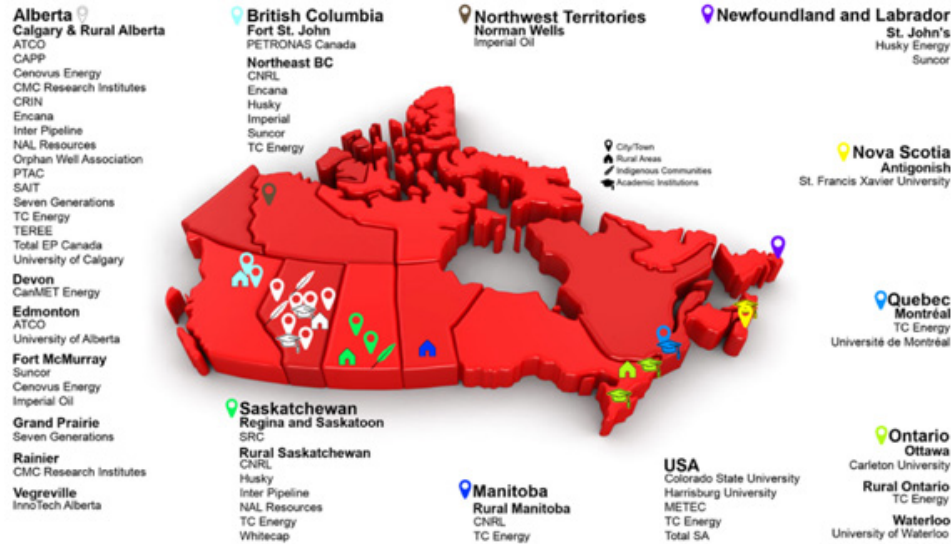 Alberta
Calgary & Rural Alberta
ATCO
CAPP
Cenovus Energy
CMC Research Institutes
CRIN
Encana
Inter Pipeline
NAL Resources
Orphan Well Association
PTAC
SAIT
Seven Generations
TC Energy
TEREE
Total EP Canada
University of Calgary
Devon
CanMET Energy
Edmonton
ATCO
University of Alberta
Fort McMurray
Suncor
Cenovus Energy
Imperial Oil
Grand Prairie
Seven Generations
Rainier
CMC Research Institutes
Vegreville
InnoTech Alberta
British Columbia
Fort St. John
PETRONAS Canada
Northeast BC
CNRL
Encana
Husky
Imperial
Suncor
TC Energy
Northwest Territories
Norman Wells
Imperial Oil
Newfoundland and Labrador
St. John's
Husky Energy
Suncor
City/Town
Rural Areas
Indigenous Communities
Academic Institutions
Nova Scotia
Antigonish
St. Francis Xavier University
Quebec
Montréal
TC Energy
Université de Montréal
Saskatchewan
Regina and Saskatoon
SRC
Rural Saskatchewan
CNRL
Husky
Inter Pipeline
NAL Resources
TC Energy
Whitecap
Manitoba
Rural Manitoba
CNRL
TC Energy
USA
Colorado State University
Harrisburg University
METEC
TC Energy
Total SA
Ontario
Ottawa
Carleton University
Rural Ontario
TC Energy
Waterloo
University of Waterloo